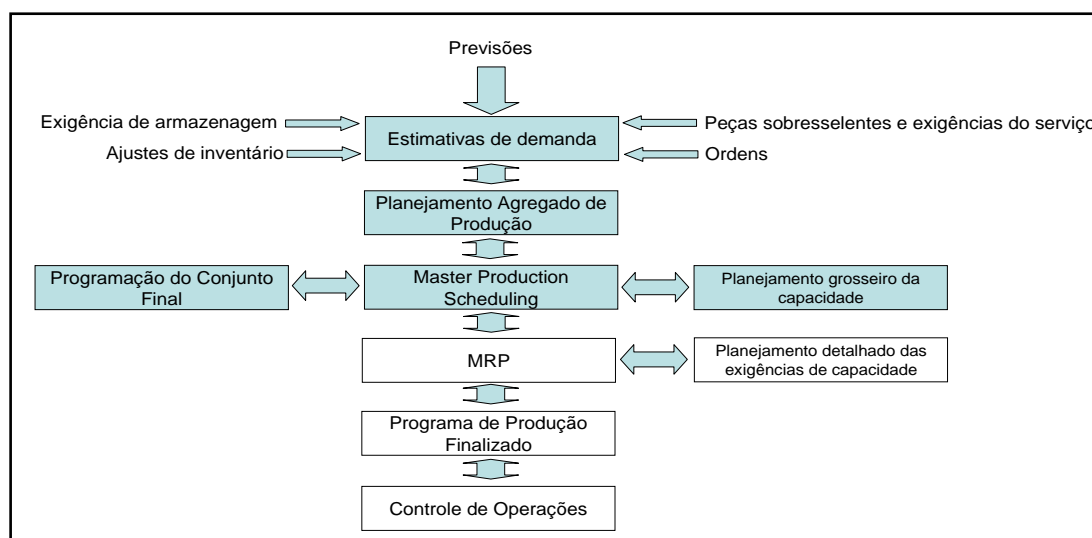 Previsões
Exigência de armazenagem
Peças sobresselentes e exigências do serviço
Estimativas de demanda
Ajustes de inventário
Ordens
Planejamento Agregado de
Produção
Programação do Conjunto
Final
Master Production
Scheduling
Planejamento grosseiro da
capacidade
MRP
Planejamento detalhado das
exigências de capacidade
Programa de Produção
Finalizado
Controle de Operações